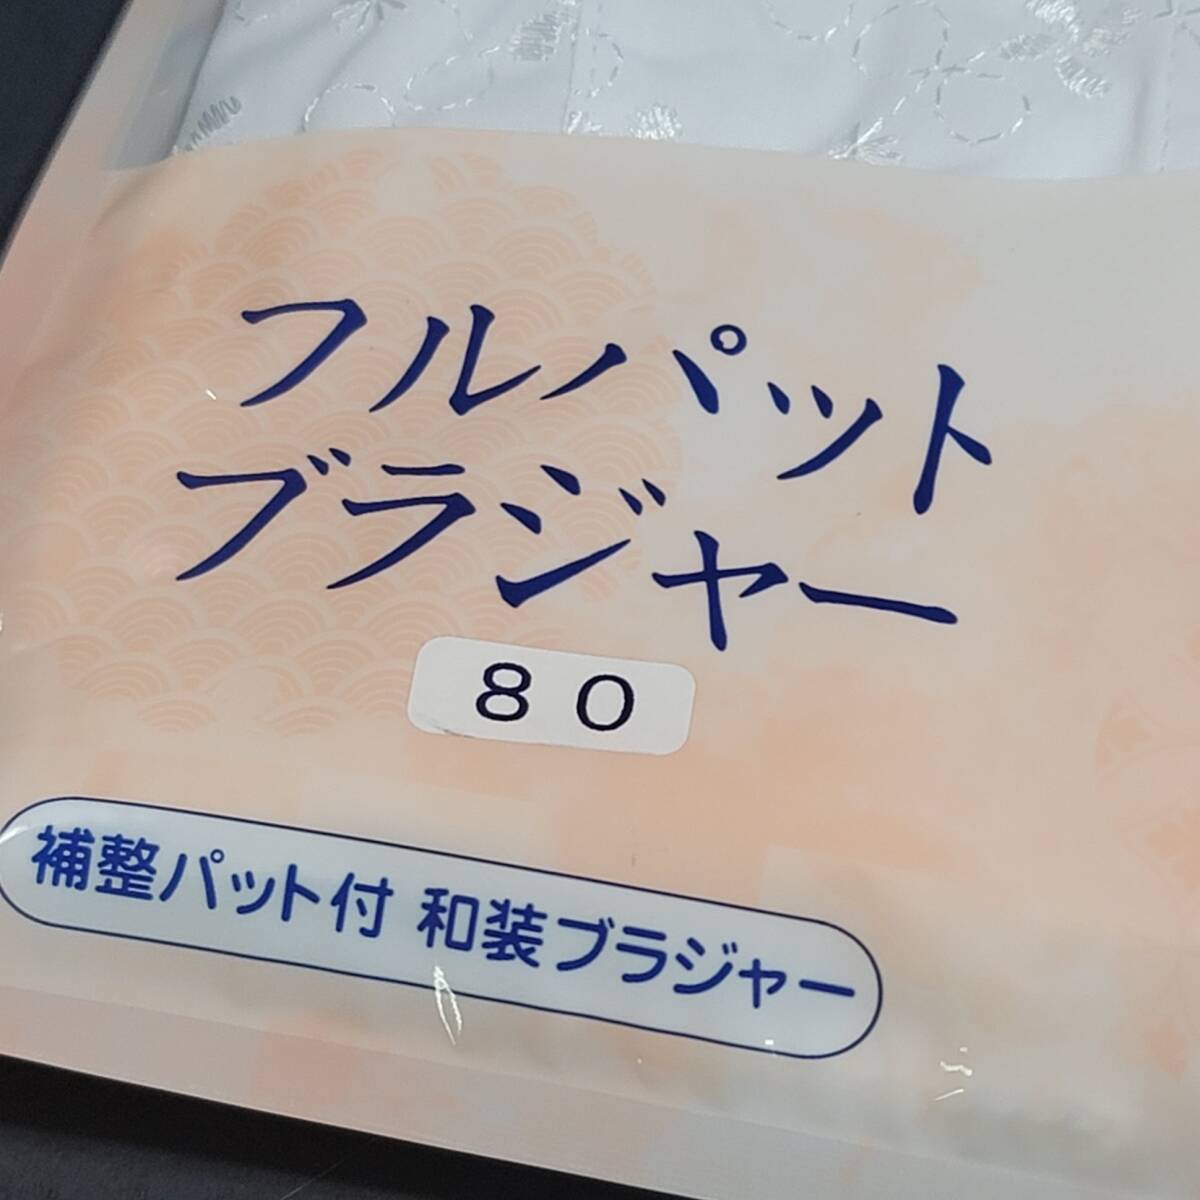 フルパット
ブラジャー
８０
補整パット付 和装ブラジャー